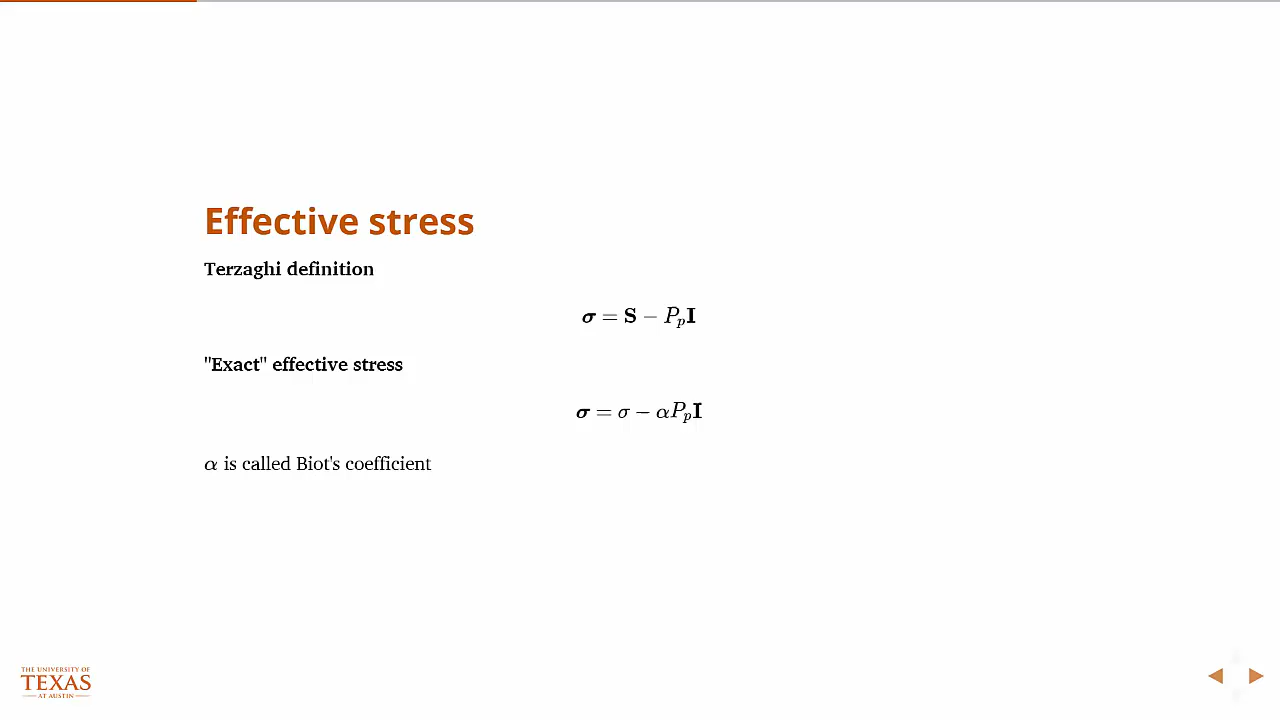 Effective stress
Terzaghi definition
𝝈 = 𝐒 − Pₚ𝐈
"Exact" effective stress
𝝈 = σ − αPₚ𝐈
α is called Biot's coefficient
THE UNIVERSITY OF
TEXAS
AT AUSTIN